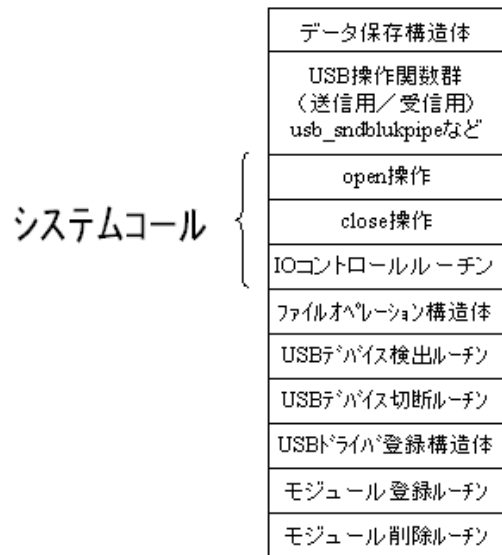 データ保存構造体
USB操作関数群
（送信用／受信用）
usb_sndblukpipeなど
open操作
close操作
システムコール
IOコントロールルーチン
ﾌｧｲﾙｵﾍﾟﾚｰｼｮﾝ構造体
USBﾃﾞﾊﾞｲｽ検出ﾙｰﾁﾝ
USBﾃﾞﾊﾞｲｽ切断ﾙｰﾁﾝ
USBﾄﾞﾗｲﾊﾞ登録構造体
モジュール登録ﾙｰﾁﾝ
モジュール削除ﾙｰﾁﾝ